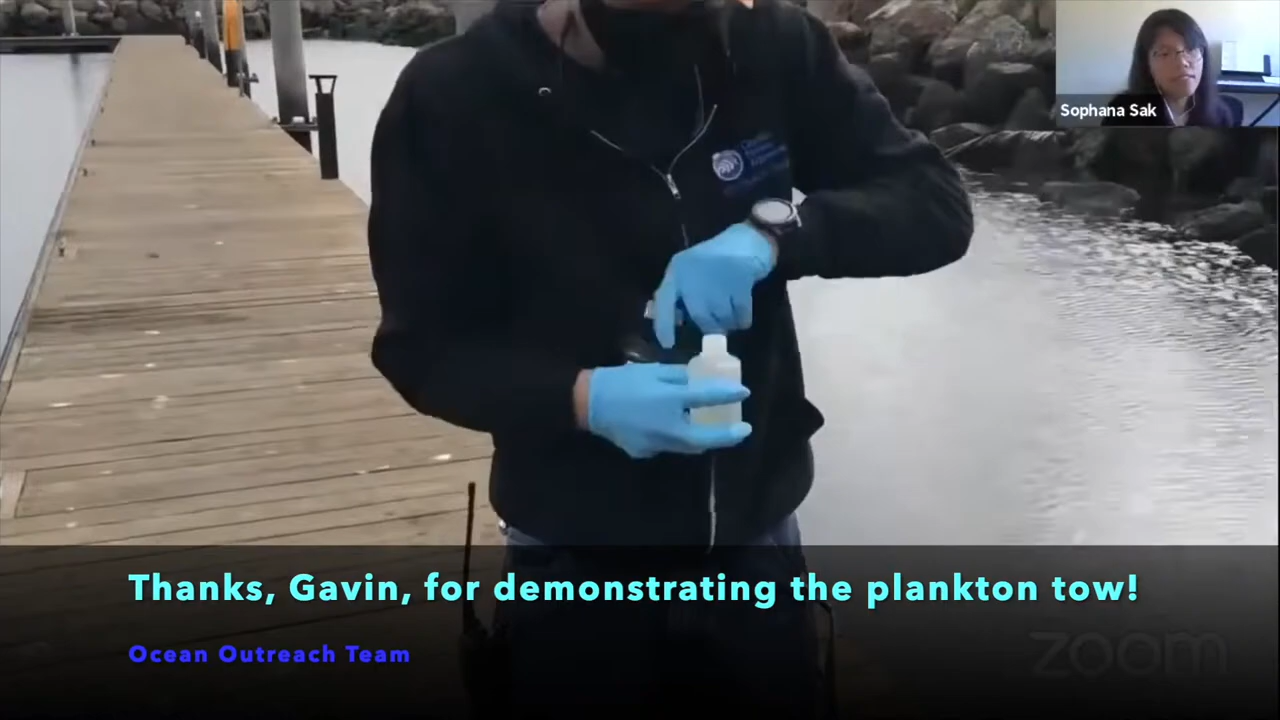 Sophana Sak
Thanks, Gavin, for demonstrating the plankton tow!
Ocean Outreach Team
zoom